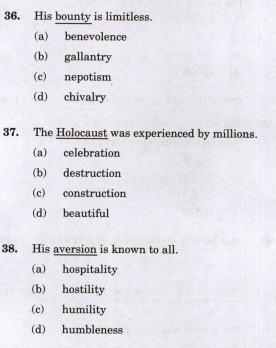 36. His bounty is limitless.
(a) benevolence
(b) gallantry
(c) nepotism
(d) chivalry
37. The Holocaust was experienced by millions.
(a) celebration
(b) destruction
(c) construction
(d) beautiful
38. His aversion is known to all.
(a) hospitality
(b) hostility
(c) humility
(d) humbleness